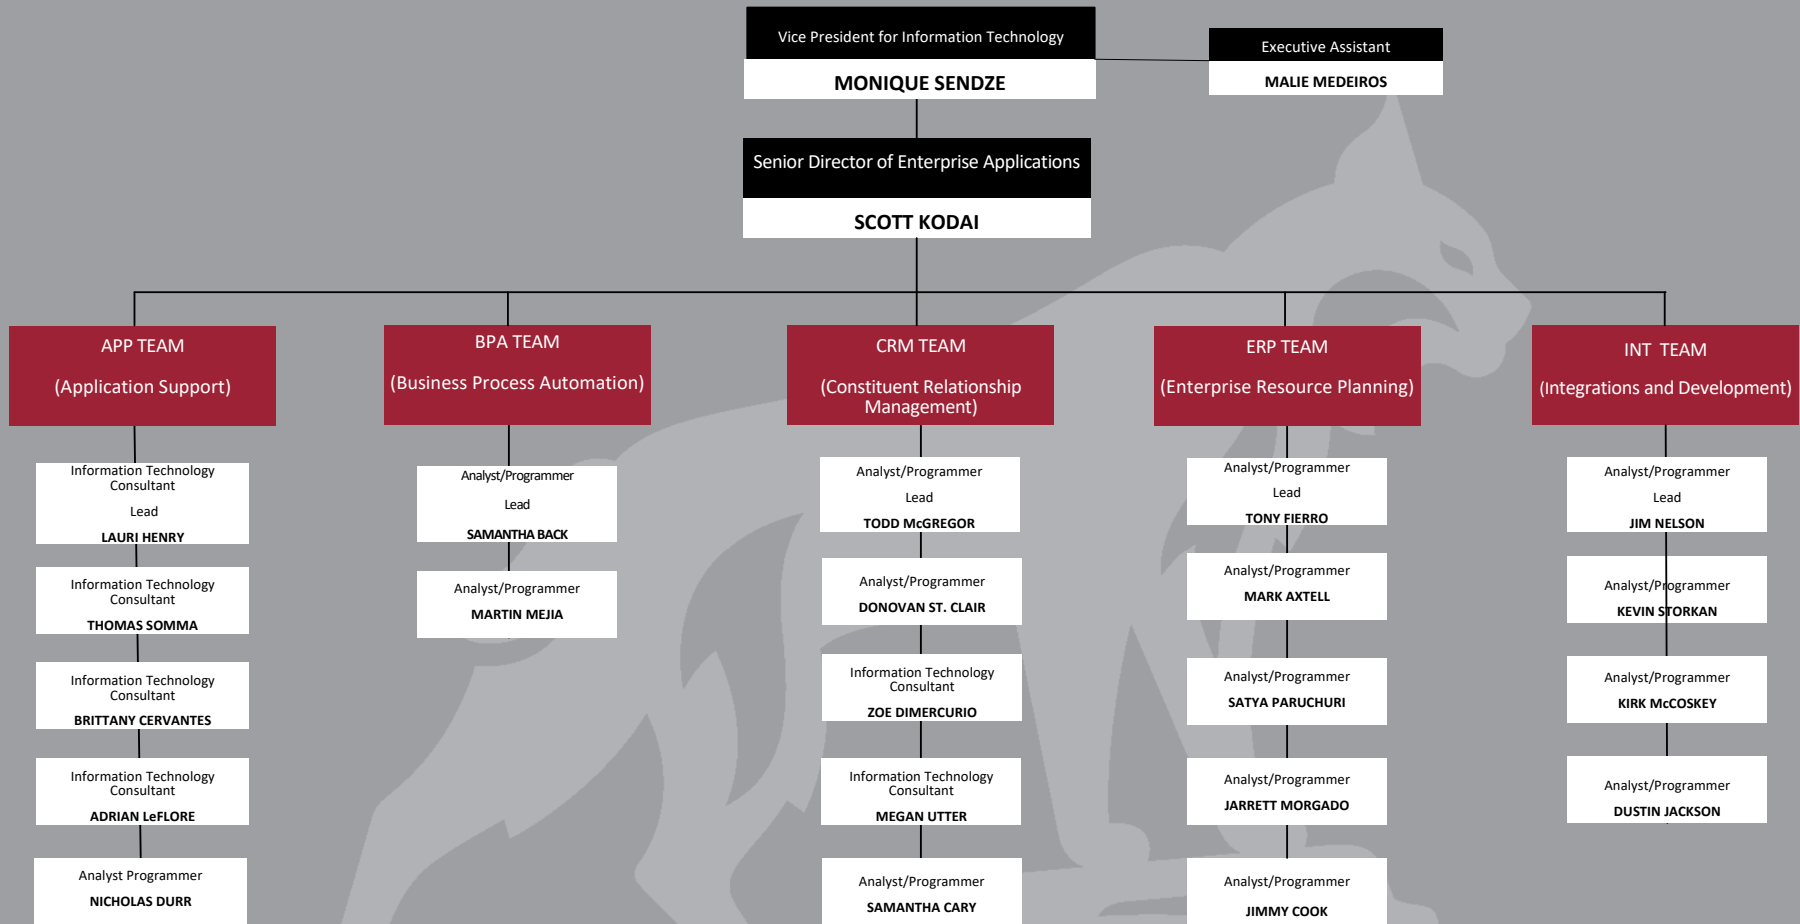 Vice President for Information Technology
MONIQUE SENDZE
Executive Assistant
MALIE MEDEIROS
Senior Director of Enterprise Applications
SCOTT KODAI
APP TEAM
(Application Support)
Information Technology
Consultant
Lead
LAURI HENRY
Information Technology
Consultant
THOMAS SOMMA
Information Technology
Consultant
BRITTANY CERVANTES
Information Technology
Consultant
ADRIAN LeFLORE
Analyst Programmer
NICHOLAS DURR
BPA TEAM
(Business Process Automation)
Analyst/Programmer
Lead
SAMANTHA BACK
Analyst/Programmer
MARTIN MEJIA
CRM TEAM
(Constituent Relationship
Management)
Analyst/Programmer
Lead
TODD McGREGOR
Analyst/Programmer
DONOVAN ST. CLAIR
Information Technology
Consultant
ZOE DIMERCURIO
Information Technology
Consultant
MEGAN UTTER
Analyst/Programmer
SAMANTHA CARY
ERP TEAM
(Enterprise Resource Planning)
Analyst/Programmer
Lead
TONY FIERRO
Analyst/Programmer
MARK AXTELL
Analyst/Programmer
SATYA PARUCHURI
Analyst/Programmer
JARRETT MORGADO
Analyst/Programmer
JIMMY COOK
INT TEAM
(Integrations and Development)
Analyst/Programmer
Lead
JIM NELSON
Analyst/Programmer
KEVIN STORKAN
Analyst/Programmer
KIRK McCOSKEY
Analyst/Programmer
DUSTIN JACKSON